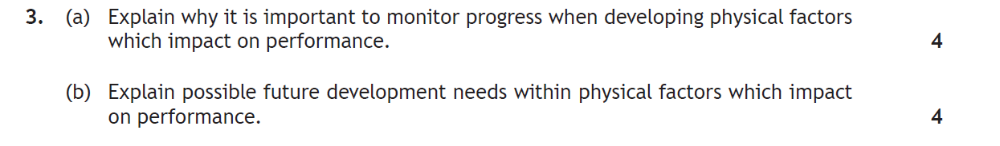 3. (a) Explain why it is important to monitor progress when developing physical factors
which impact on performance. 4
(b) Explain possible future development needs within physical factors which impact
on performance. 4